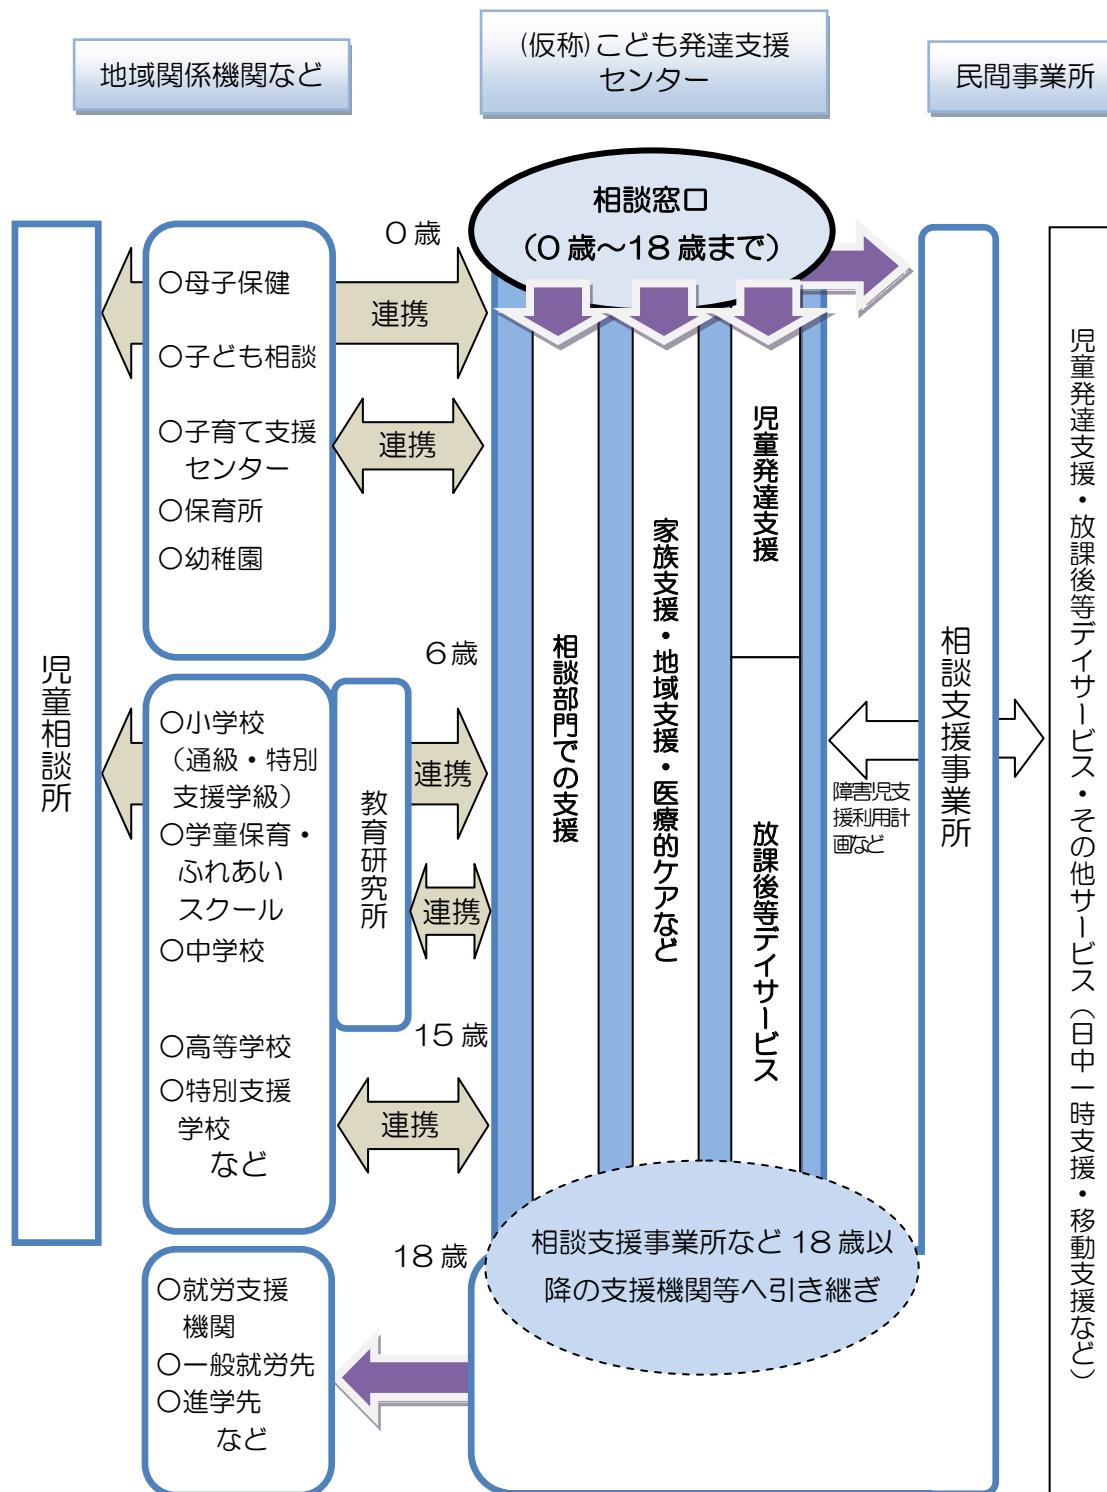 地域関係機関など
(仮称)こども発達支援
センター
民間事業所
相談窓口
(０歳～18歳まで)
０歳
○母子保健
連携
○子ども相談
○子育て支援
センター
連携
○保育所
○幼稚園
児童相談所
６歳
○小学校
（通級・特別
支援学級）
○学童保育・
ふれあい
スクール
○中学校
教育研究所
連携
連携
15歳
○高等学校
○特別支援
学校
など
連携
18歳
○就労支援
機関
○一般就労先
○進学先
など
相談部門での支援
家族支援・地域支援・医療的ケアなど
児童発達支援
放課後等デイサービス
相談支援事業所など 18 歳以
降の支援機関等へ引き継ぎ
障害児支
援利用計
画など
相談支援事業所
児童発達支援・放課後等デイサービス・その他サービス（日中一時支援・移動支援など）